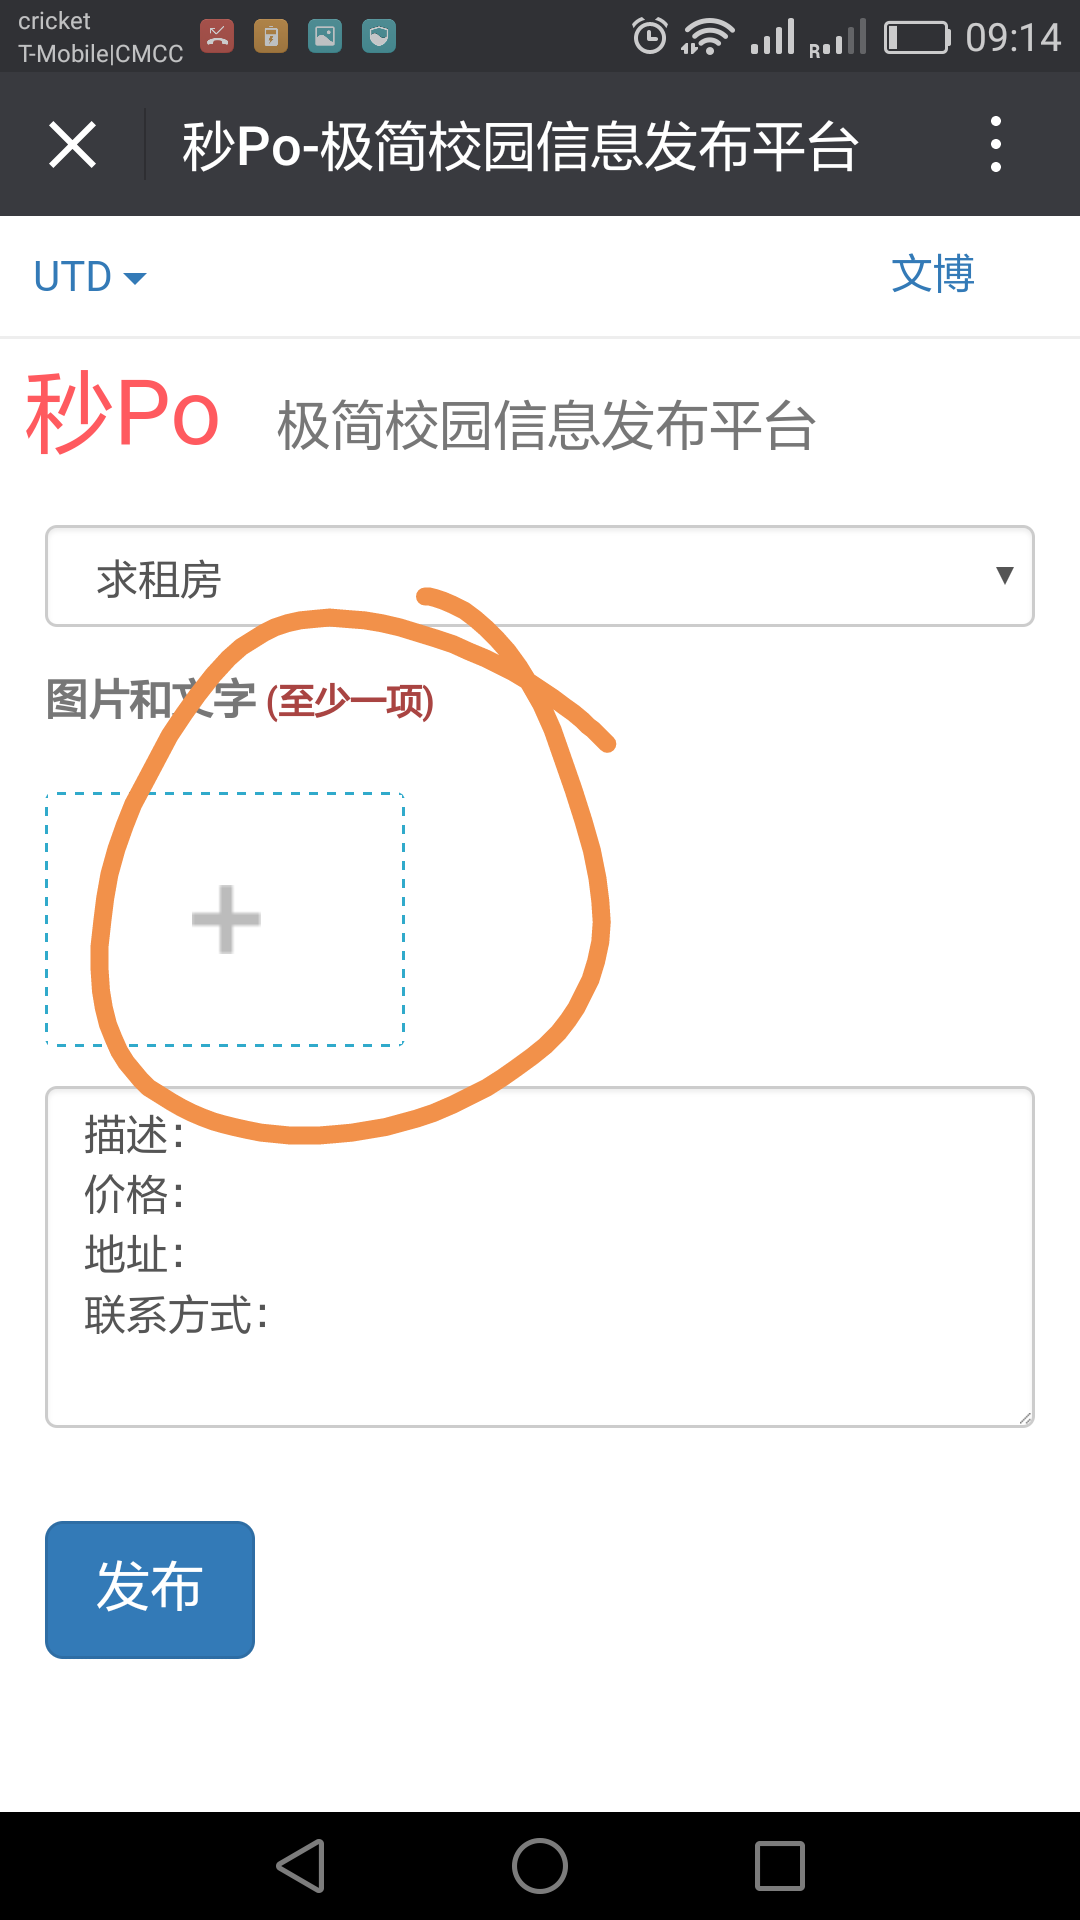 cricket
T-Mobile|CMCC
R
09:14
秒Po-极简校园信息发布平台
UTD
文博
秒Po 极简校园信息发布平台
求租房
图片和文字 (至少一项)
描述：
价格：
地址：
联系方式：
发布